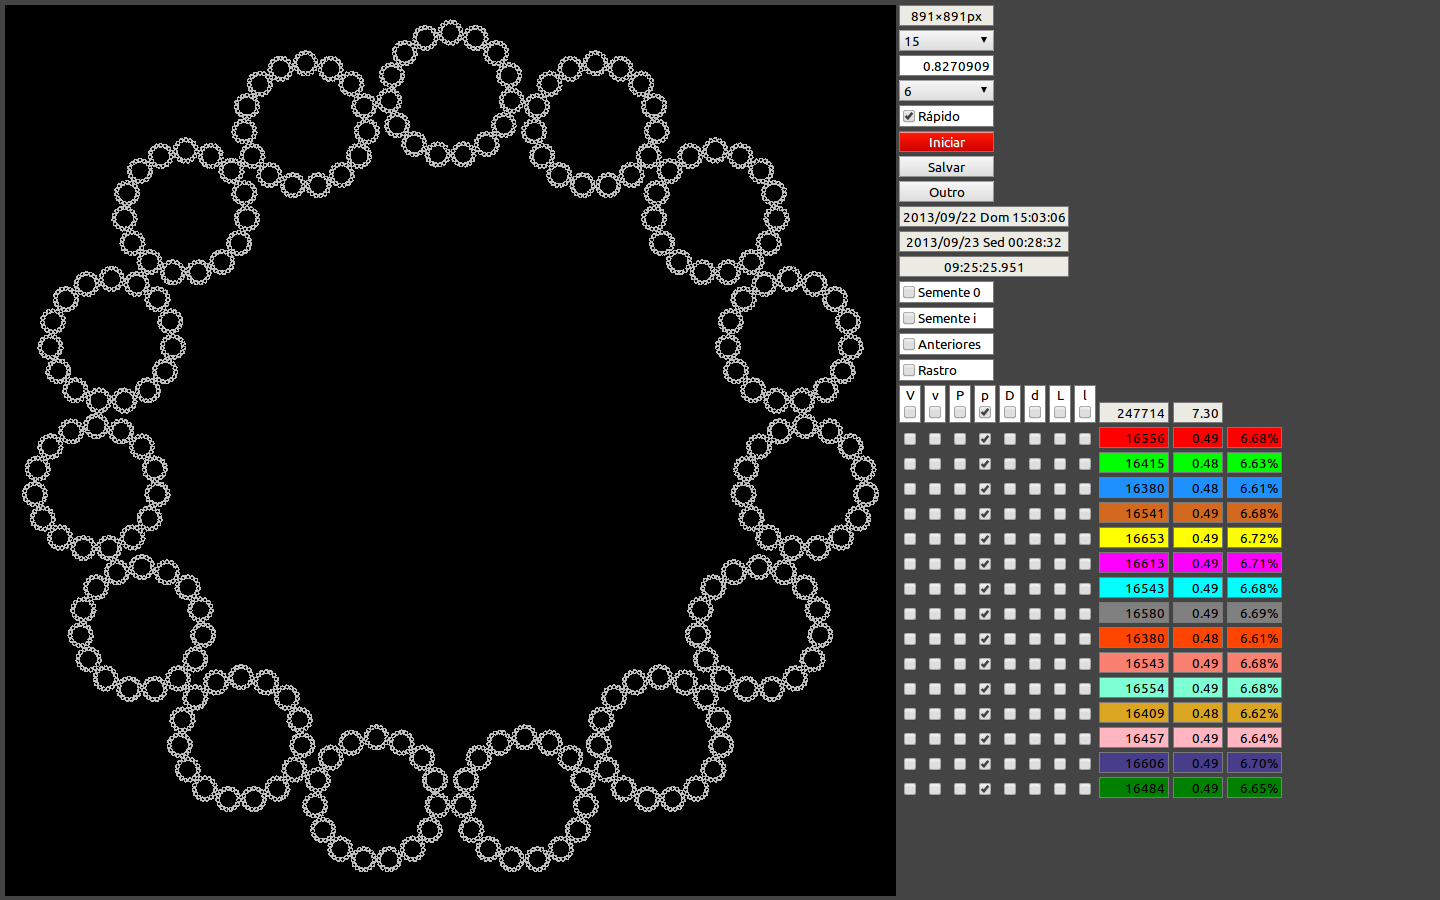 891×891px
15
0.8270909
6
Rápido
Iniciar
Salvar
Outro
2013/09/22 Dom 15:03:06
2013/09/23 Sed 00:28:32
09:25:25.951
Semente 0
Semente i
Anteriores
Rastro
V v P p D d L l
247714 7.30
16556 0.49 6.68%
16415 0.48 6.63%
16380 0.48 6.61%
16541 0.49 6.68%
16653 0.49 6.72%
16613 0.49 6.71%
16543 0.49 6.68%
16580 0.49 6.69%
16380 0.48 6.61%
16543 0.49 6.68%
16554 0.49 6.68%
16409 0.48 6.62%
16457 0.49 6.64%
16606 0.49 6.70%
16484 0.49 6.65%